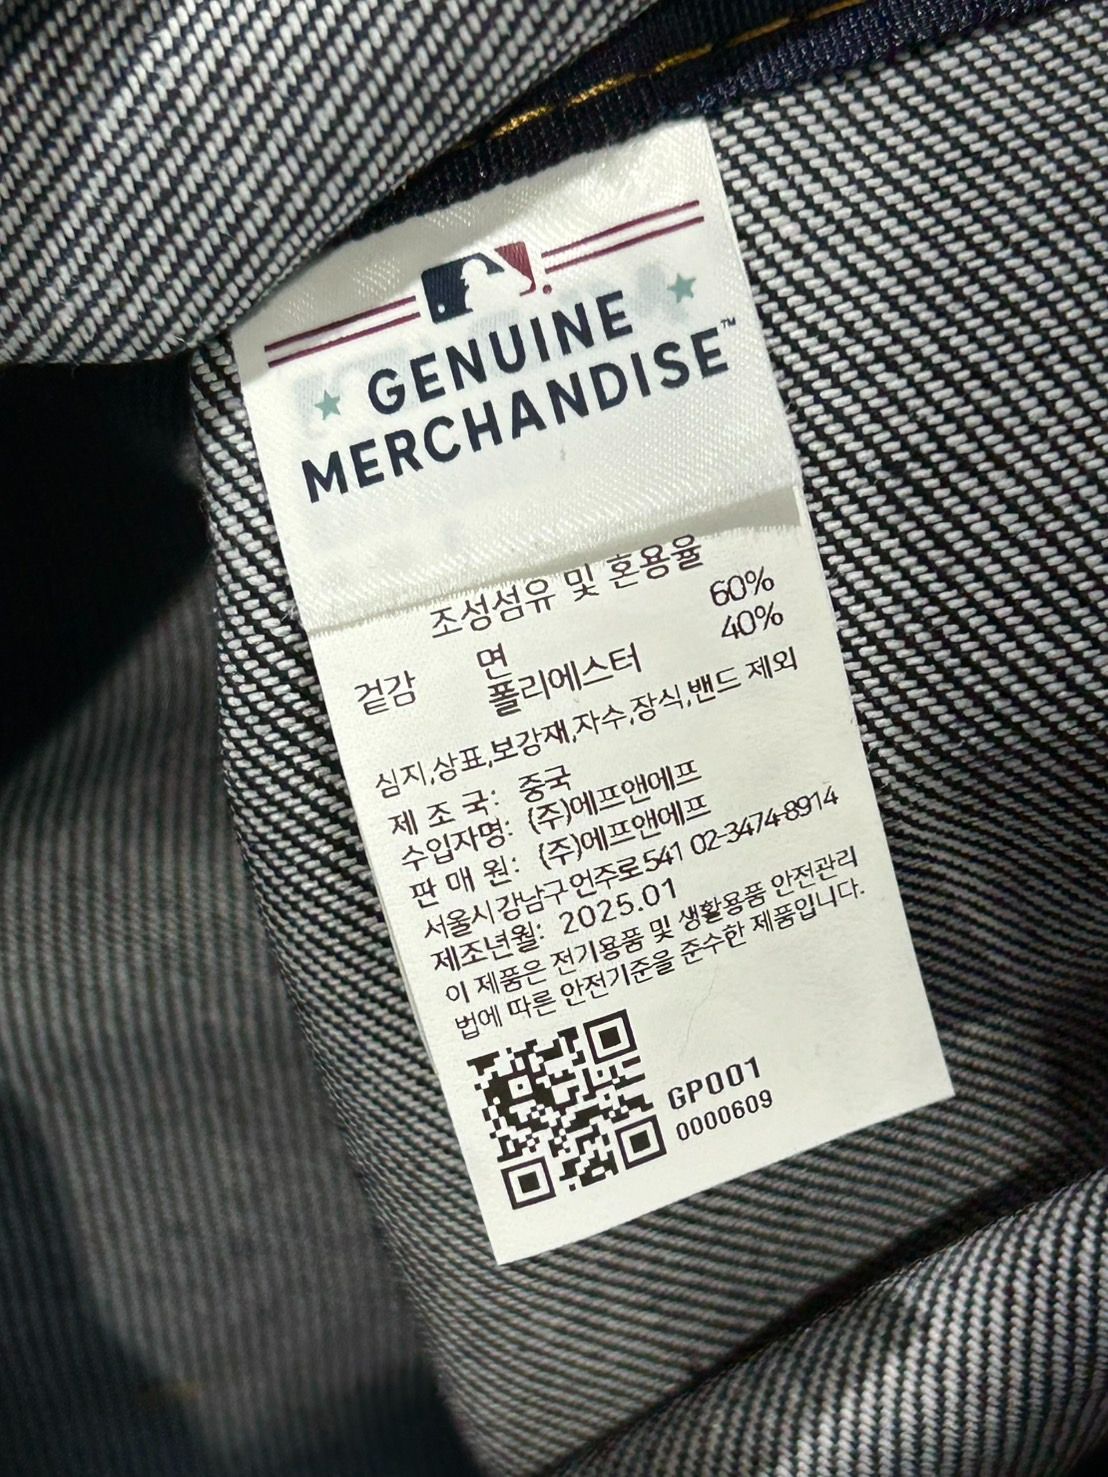 GENUINE
MERCHANDISE™
조성섬유 및 혼용율
겉감 면 60%
폴리에스터 40%
심지,상표,보강재,자수,장식,밴드 제외
제 조 국: 중국
수입자명: (주)에프앤에프
판 매 원: (주)에프앤에프
서울시 강남구 언주로 541 02-3474-8914
제조년월: 2025.01
이 제품은 전기용품 및 생활용품 안전관리
법에 따른 안전기준을 준수한 제품입니다.
GP001
0000609